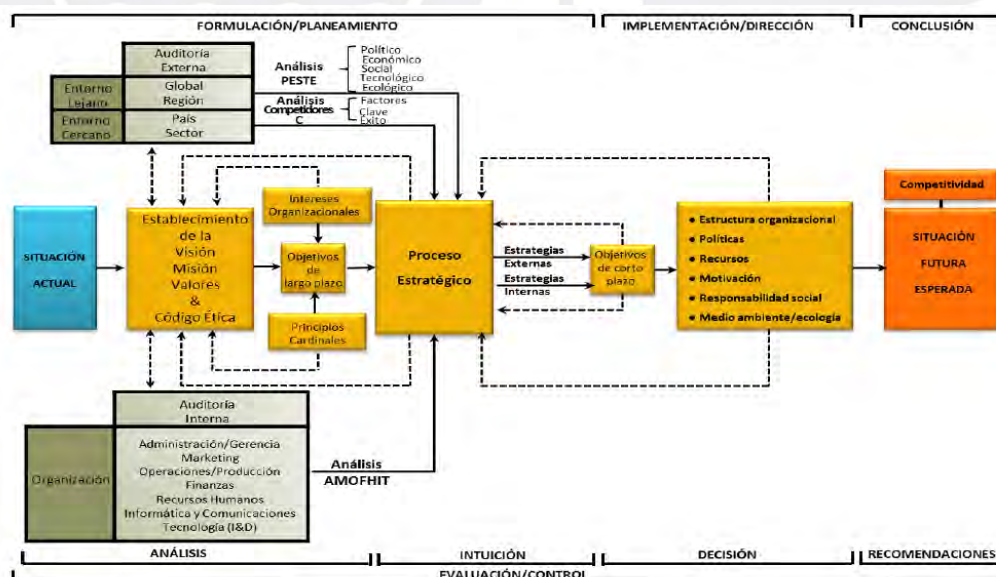 FORMULACIÓN/PLANEAMIENTO
IMPLEMENTACIÓN/DIRECCIÓN
CONCLUSIÓN
Auditoría
Externa
Entorno
Lejano
Global
Región
Entorno
Cercano
País
Sector
Análisis
PESTE
Político
Económico
Social
Tecnológico
Ecológico
Análisis
Competidores
C
Factores
Clave
Éxito
SITUACIÓN
ACTUAL
Establecimiento
de la
Visión
Misión
Valores
&
Código Ética
Intereses
Organizacionales
Objetivos
de
largo plazo
Principios
Cardinales
Proceso
Estratégico
Estrategias
Externas
Estrategias
Internas
Objetivos
de corto
plazo
• Estructura organizacional
• Políticas
• Recursos
• Motivación
• Responsabilidad social
• Medio ambiente/ecología
Competitividad
SITUACIÓN
FUTURA
ESPERADA
Auditoría
Interna
Organización
Administración/Gerencia
Marketing
Operaciones/Producción
Finanzas
Recursos Humanos
Informática y Comunicaciones
Tecnología (I&D)
Análisis
AMOFHIT
ANÁLISIS
INTUICIÓN
DECISIÓN
RECOMENDACIONES
EVALUACIÓN/CONTROL